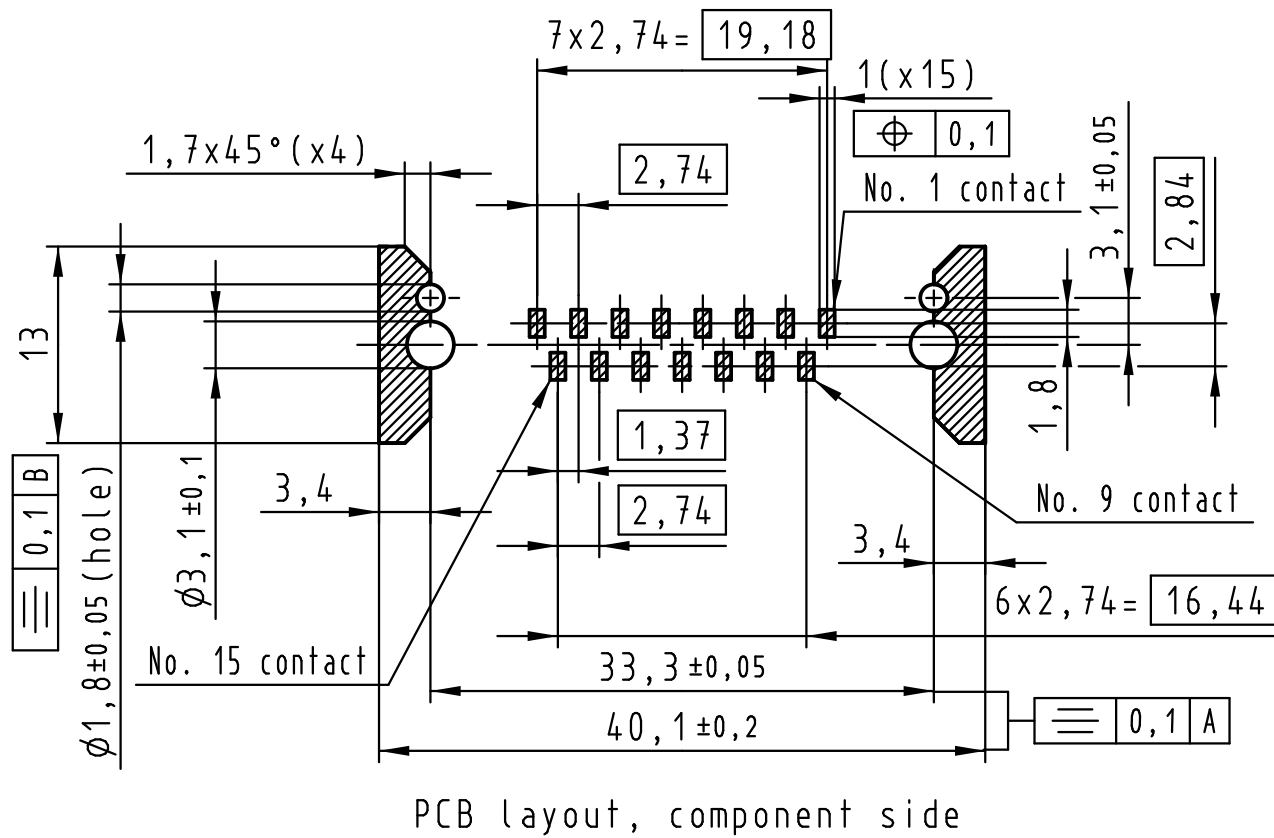 7x2,74= 19,18
1(x15)
0,1
1,7x45°(x4)
2,74
No. 1 contact
3,1±0,05
2,84
13
1,8
1,37
2,74
3,4
No. 9 contact
3,4
0,1 B
Ø1,8±0,05(hole)
Ø3,1±0,1
6x2,74= 16,44
No. 15 contact
33,3±0,05
40,1±0,2
0,1 A
PCB layout, component side